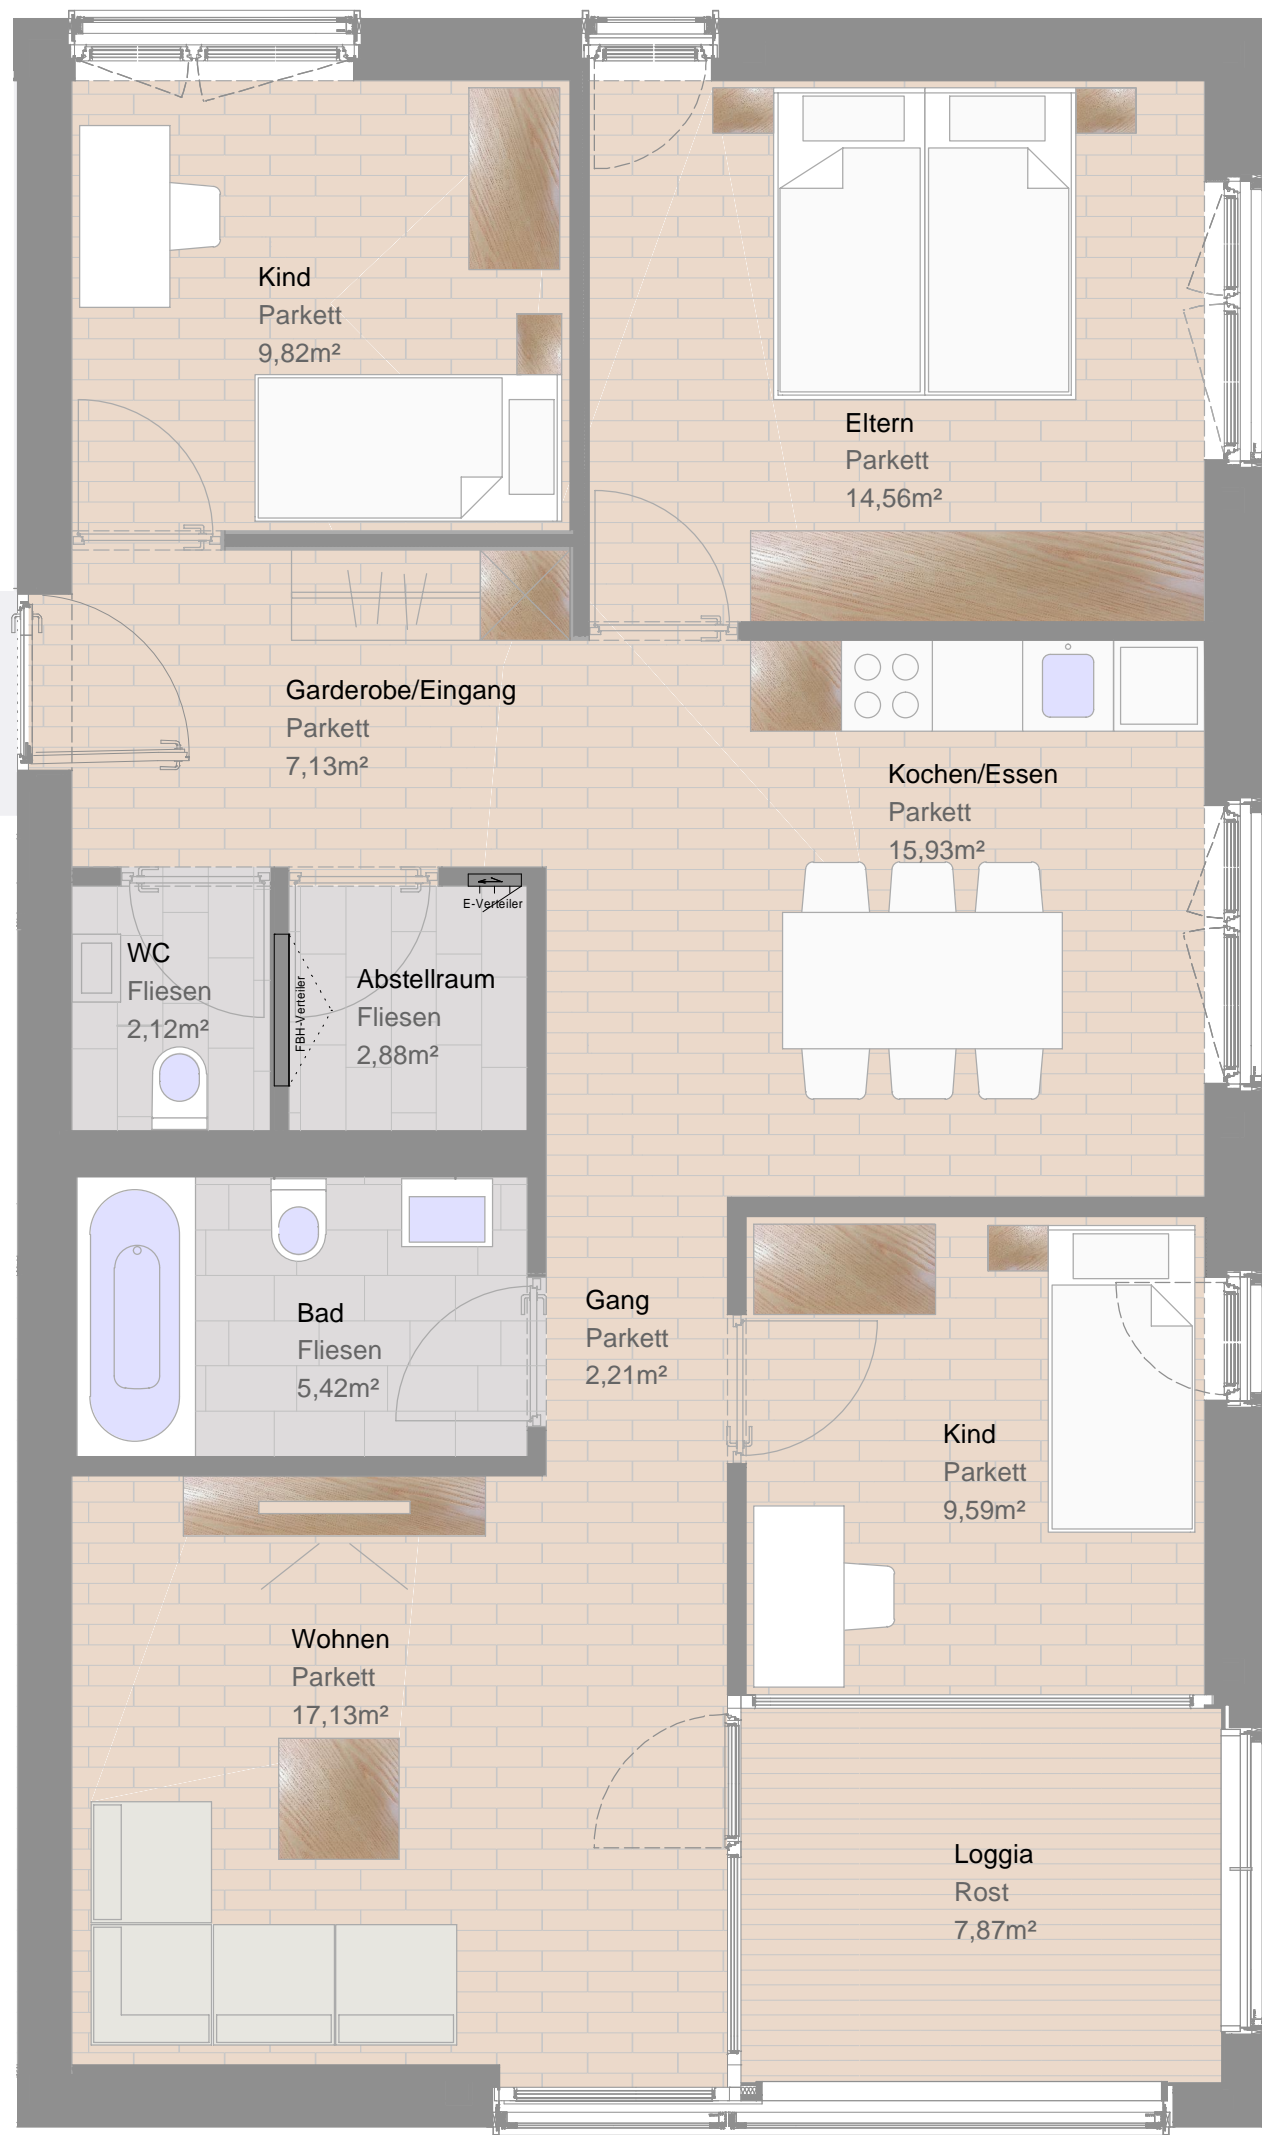 Kind
Parkett
9,82m²
Eltern
Parkett
14,56m²
Garderobe/Eingang
Parkett
7,13m²
Kochen/Essen
Parkett
15,93m²
E-Verteiler
WC
Fliesen
2,12m²
FBH-Verteiler
Abstellraum
Fliesen
2,88m²
Bad
Fliesen
5,42m²
Gang
Parkett
2,21m²
Kind
Parkett
9,59m²
Wohnen
Parkett
17,13m²
Loggia
Rost
7,87m²